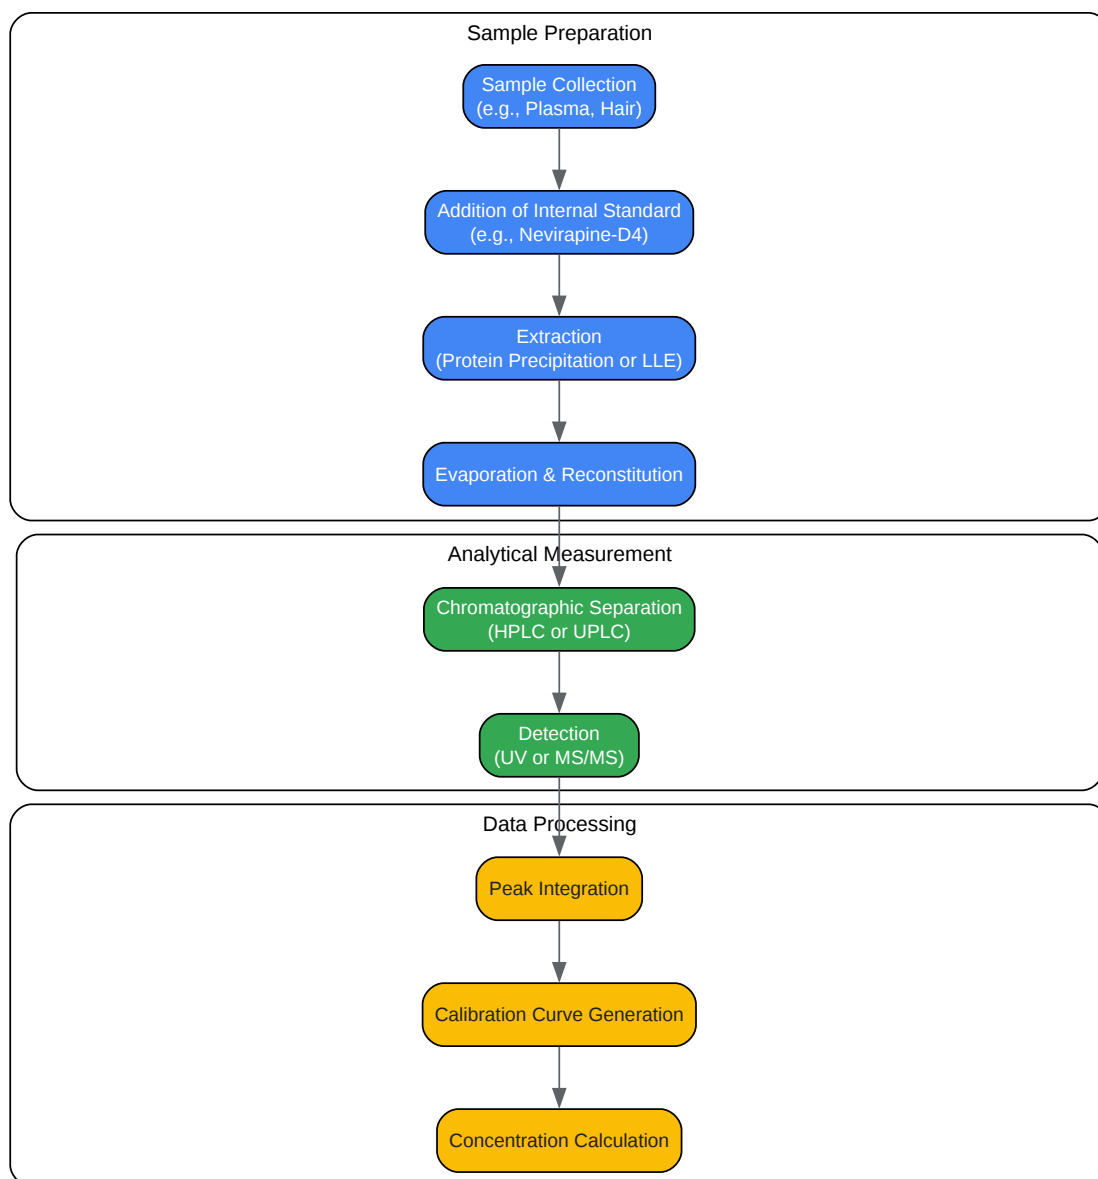 Sample Preparation
Sample Collection
(e.g., Plasma, Hair)
Addition of Internal Standard
(e.g., Nevirapine-D4)
Extraction
(Protein Precipitation or LLE)
Evaporation & Reconstitution
Analytical Measurement
Chromatographic Separation
(HPLC or UPLC)
Detection
(UV or MS/MS)
Data Processing
Peak Integration
Calibration Curve Generation
Concentration Calculation